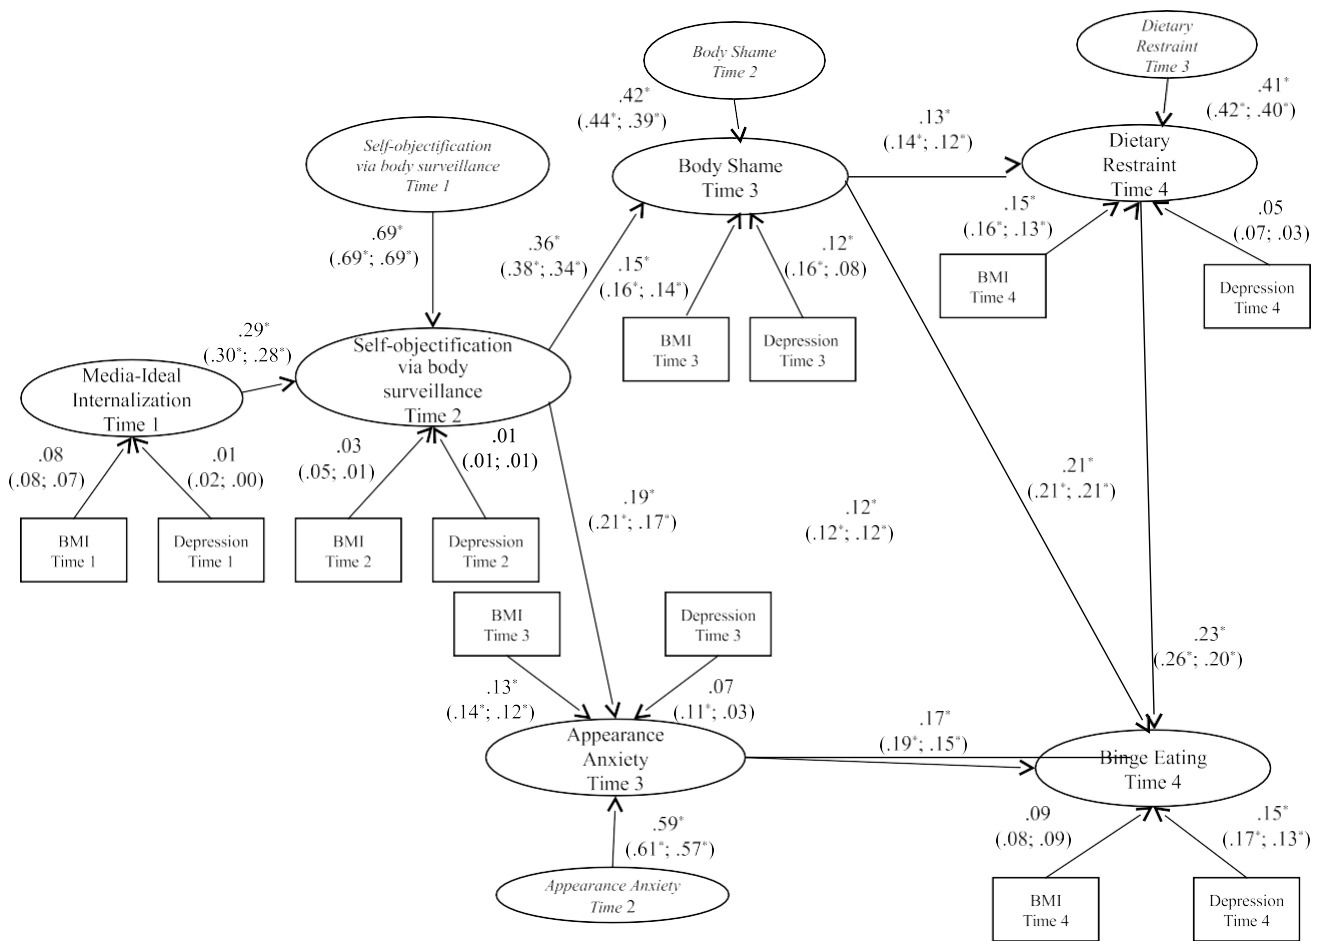 Body Shame
Time 2
Dietary
Restraint
Time 3
.42*
(.44*; .39*)
.41*
(.42*; .40*)
.13*
(.14*; .12*)
Self-objectification
via body surveillance
Time 1
Body Shame
Time 3
Dietary
Restraint
Time 4
.69*
(.69*; .69*)
.36*
(.38*; .34*)
.15*
(.16*; .14*)
.12*
(.16*; .08)
.15*
(.16*; .13*)
.05
(.07; .03)
BMI
Time 4
Depression
Time 4
BMI
Time 3
Depression
Time 3
.29*
(.30*; .28*)
Media-Ideal
Internalization
Time 1
Self-objectification
via body
surveillance
Time 2
.08
(.08; .07)
.01
(.02; .00)
.03
(.05; .01)
.01
(.01; .01)
BMI
Time 1
Depression
Time 1
BMI
Time 2
Depression
Time 2
.19*
(.21*; .17*)
.12*
(.12*; .12*)
.21*
(.21*; .21*)
BMI
Time 3
Depression
Time 3
.23*
(.26*; .20*)
.13*
(.14*; .12*)
.07
(.11*; .03)
.17*
(.19*; .15*)
Appearance
Anxiety
Time 3
Binge Eating
Time 4
.59*
(.61*; .57*)
.09
(.08; .09)
.15*
(.17*; .13*)
Appearance Anxiety
Time 2
BMI
Time 4
Depression
Time 4